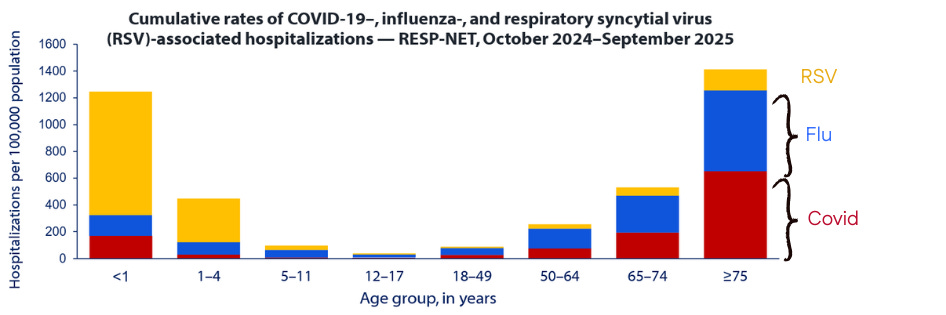 Cumulative rates of COVID-19–, influenza-, and respiratory syncytial virus
(RSV)-associated hospitalizations — RESP-NET, October 2024–September 2025
Hospitalizations per 100,000 population
1600
1400
1200
1000
800
600
400
200
0
<1 1–4 5–11 12–17 18–49 50–64 65–74 ≥75
Age group, in years
RSV
Flu
Covid